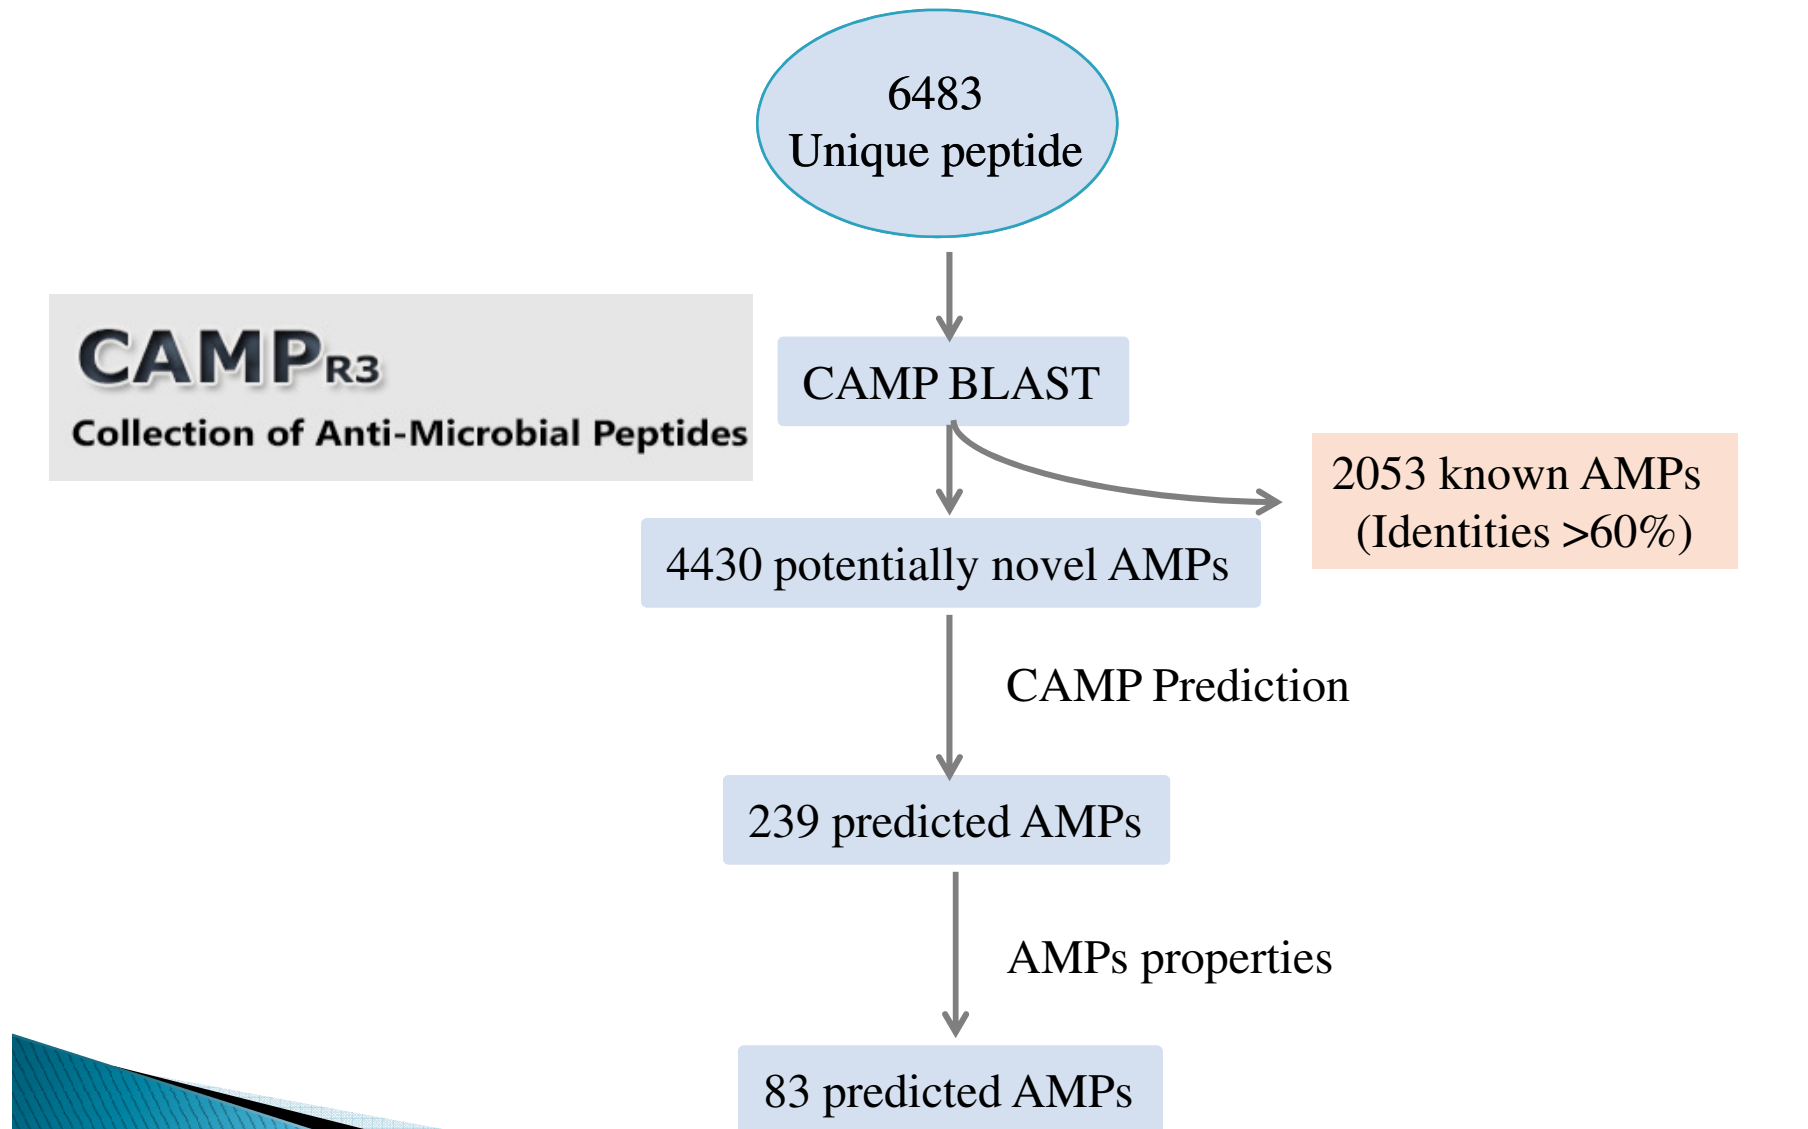 6483
Unique peptide
CAMPR3
Collection of Anti-Microbial Peptides
CAMP BLAST
2053 known AMPs
(Identities >60%)
4430 potentially novel AMPs
CAMP Prediction
239 predicted AMPs
AMPs properties
83 predicted AMPs